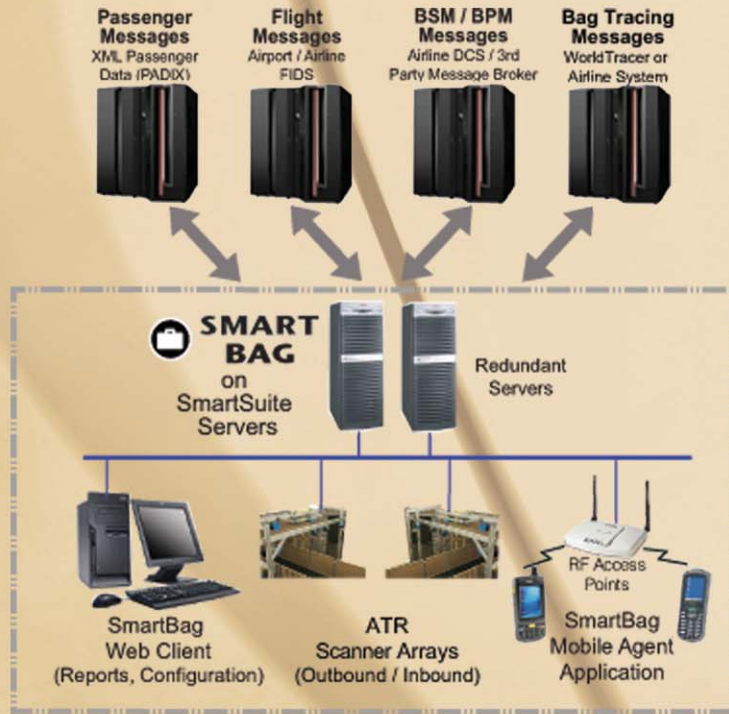 Passenger
Messages
XML Passenger
Data (PADIX)
Flight
Messages
Airport / Airline
FIDS
BSM / BPM
Messages
Airline DCS / 3rd
Party Message Broker
Bag Tracing
Messages
WorldTracer or
Airline System
SMART
BAG
on
SmartSuite
Servers
Redundant
Servers
SmartBag
Web Client
(Reports, Configuration)
ATR
Scanner Arrays
(Outbound / Inbound)
RF Access
Points
SmartBag
Mobile Agent
Application